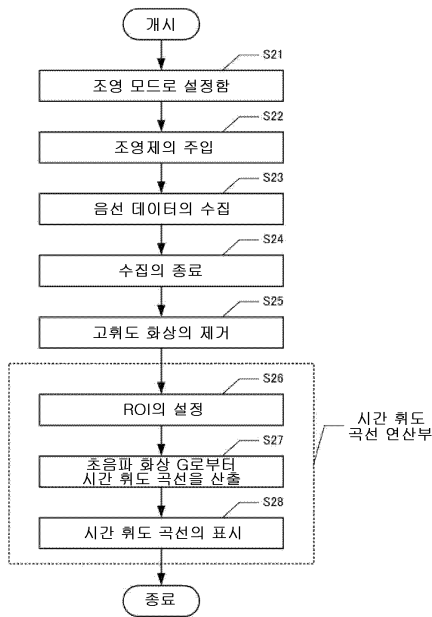 개시
S21
조영 모드로 설정함
S22
조영제의 주입
S23
음선 데이터의 수집
S24
수집의 종료
S25
고휘도 화상의 제거
S26
ROI의 설정
시간 휘도
곡선 연산부
S27
초음파 화상 G로부터
시간 휘도 곡선을 산출
S28
시간 휘도 곡선의 표시
종료